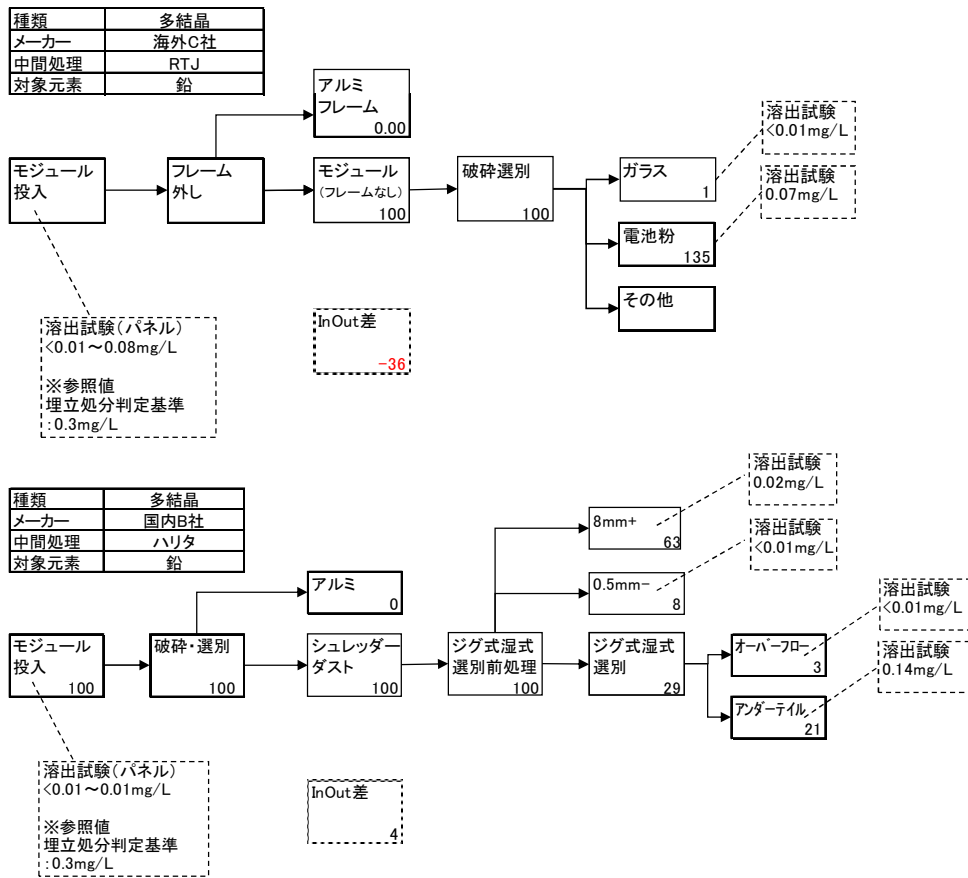 種類 多結晶
メーカー 海外C社
中間処理 RTJ
対象元素 鉛
アルミ
フレーム
0.00
溶出試験
<0.01mg/L
モジュール
投入
フレーム
外し
モジュール
(フレームなし)
100
破砕選別
100
ガラス
1
溶出試験
0.07mg/L
電池粉
135
その他
溶出試験(パネル)
<0.01～0.08mg/L
※参照値
埋立処分判定基準
:0.3mg/L
InOut差
-36
種類 多結晶
メーカー 国内B社
中間処理 ハリタ
対象元素 鉛
溶出試験
0.02mg/L
8mm+
63
溶出試験
<0.01mg/L
アルミ
0
0.5mm-
8
溶出試験
<0.01mg/L
モジュール
投入
100
破砕・選別
100
シュレッダー
ダスト
100
ジグ式湿式
選別前処理
100
ジグ式湿式
選別
29
オーバーフロー
3
溶出試験
0.14mg/L
アンダーテイル
21
溶出試験(パネル)
<0.01～0.01mg/L
※参照値
埋立処分判定基準
:0.3mg/L
InOut差
4